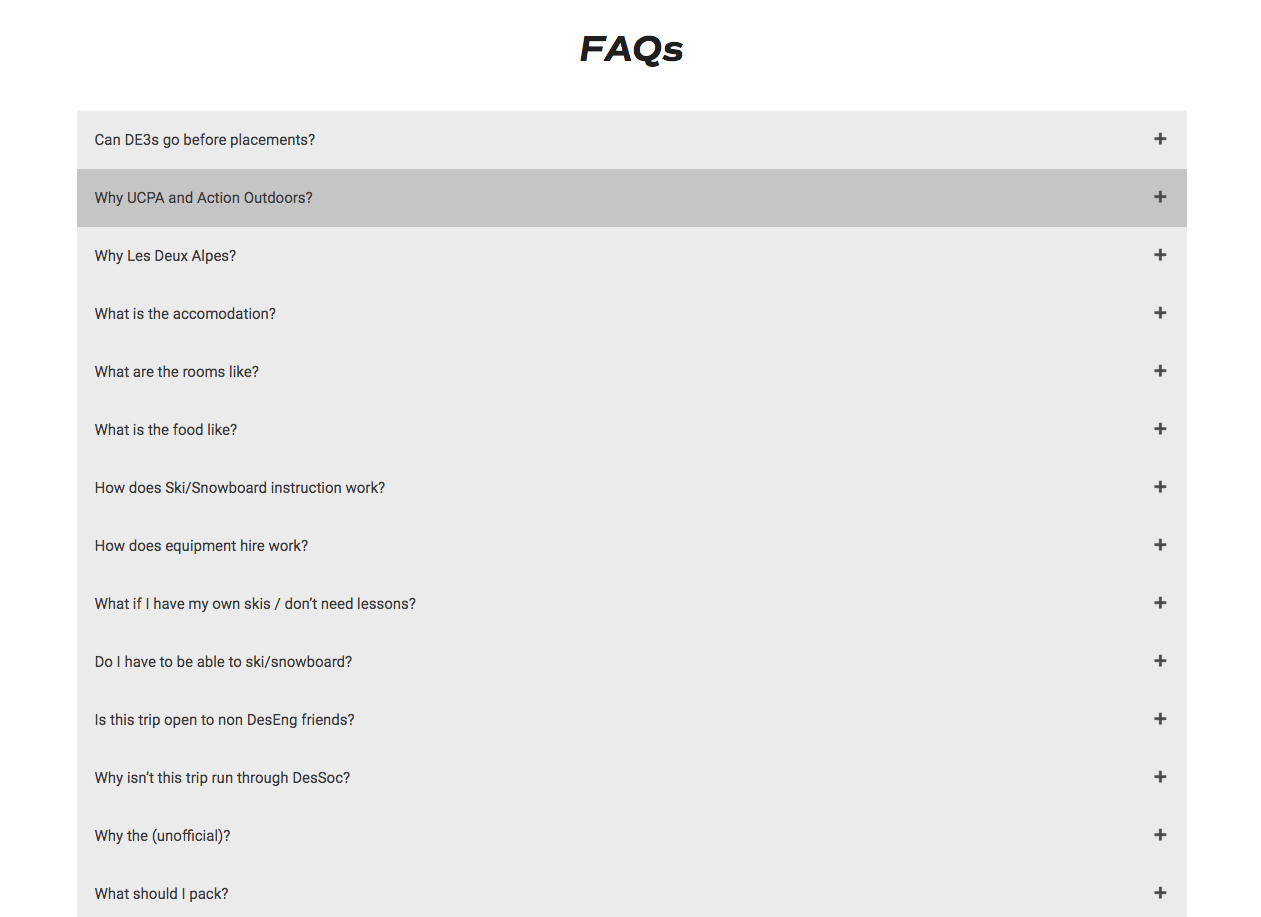 FAQs
Can DE3s go before placements?
Why UCPA and Action Outdoors?
Why Les Deux Alpes?
What is the accomodation?
What are the rooms like?
What is the food like?
How does Ski/Snowboard instruction work?
How does equipment hire work?
What if I have my own skis / don’t need lessons?
Do I have to be able to ski/snowboard?
Is this trip open to non DesEng friends?
Why isn’t this trip run through DesSoc?
Why the (unofficial)?
What should I pack?